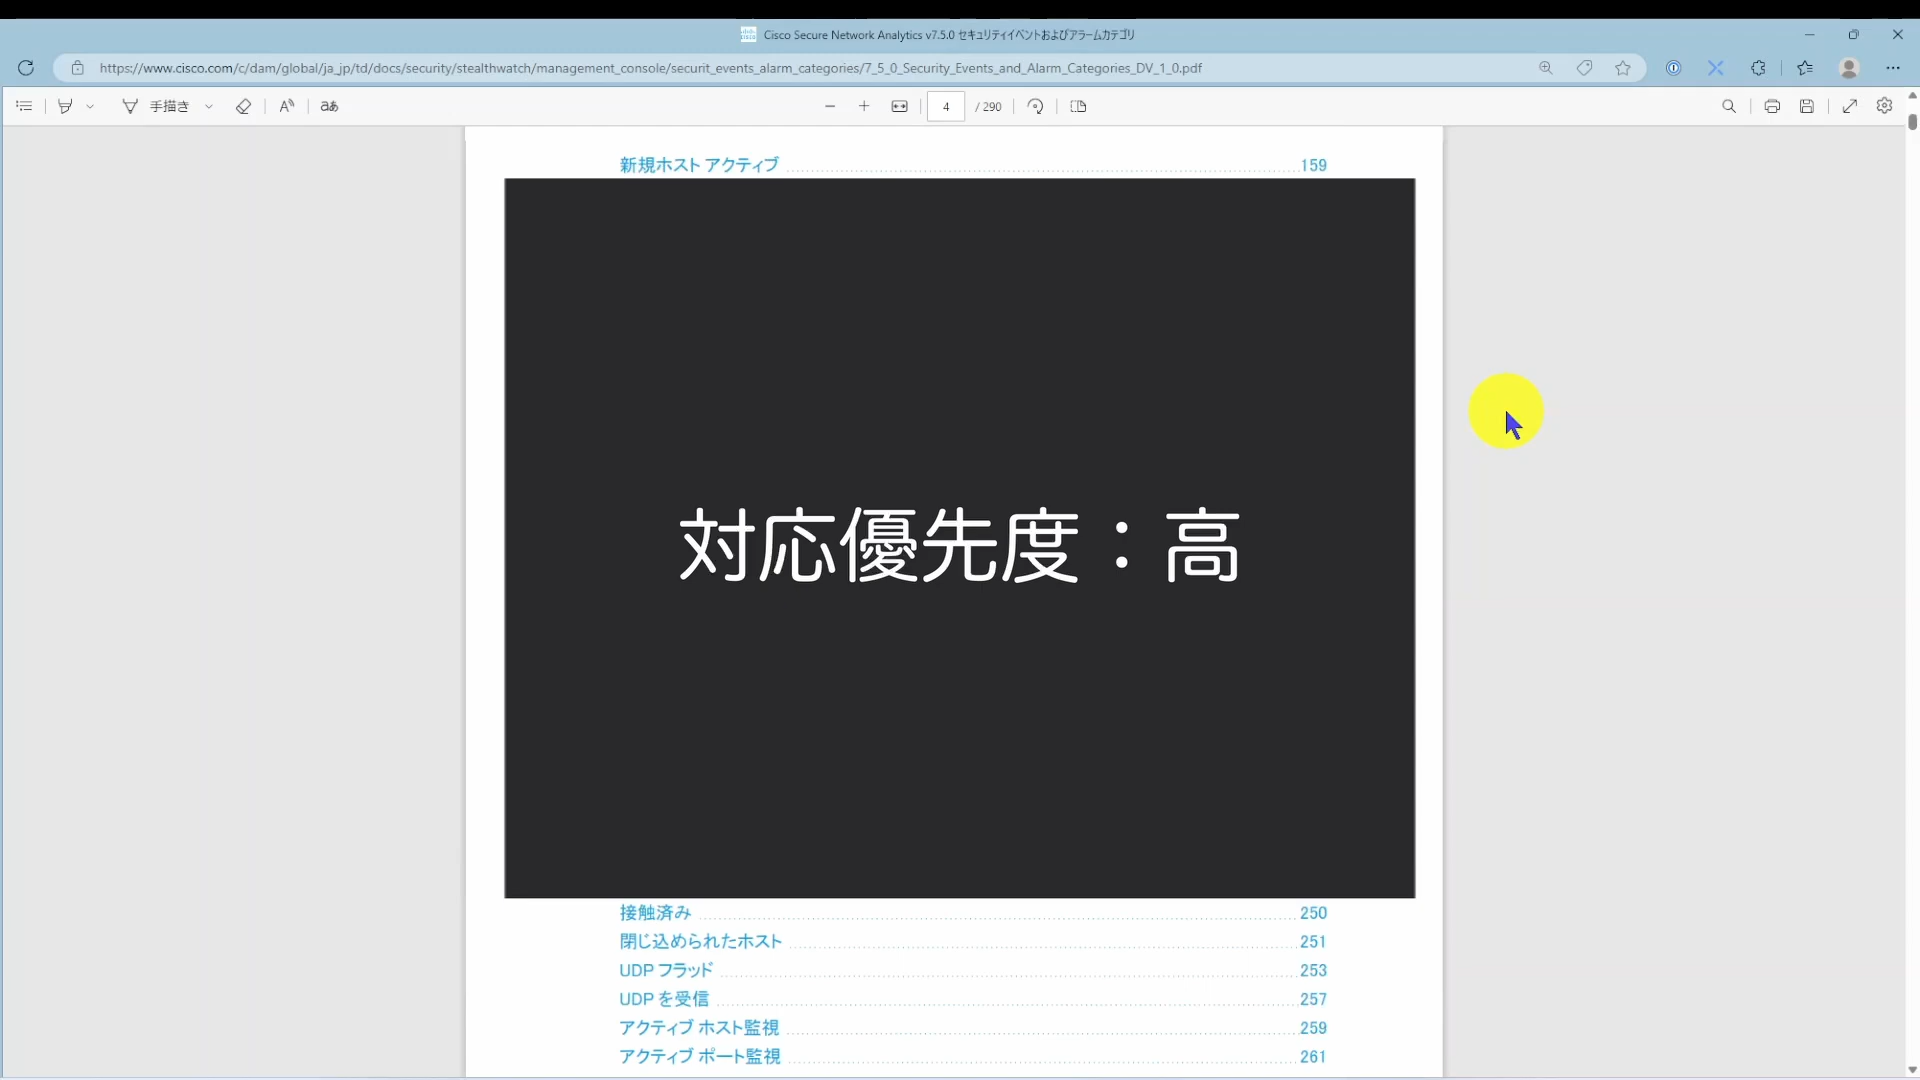 Cisco Secure Network Analytics v7.5.0 セキュリティイベントおよびアラームカテゴリ
https://www.cisco.com/c/dam/global/ja_jp/td/docs/security/stealthwatch/management_console/securit_events_alarm_categories/7_5_0_Security_Events_and_Alarm_Categories_DV_1_0.pdf
手描き aあ 4 / 290
新規ホスト アクティブ 159
対応優先度：高
接触済み 250
閉じ込められたホスト 251
UDP フラッド 253
UDP を受信 257
アクティブ ホスト監視 259
アクティブ ポート監視 261